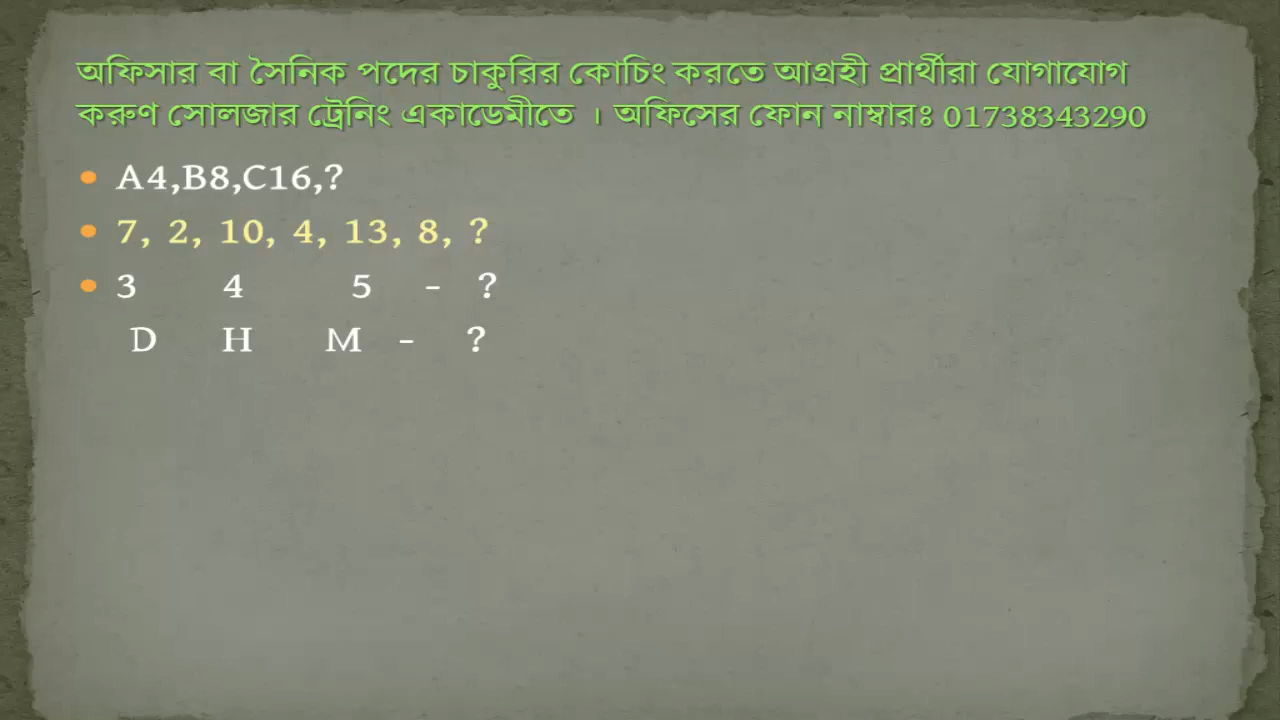 অফিসার বা সৈনিক পদের চাকুরির কোচিং করতে আগ্রহী প্রার্থীরা যোগাযোগ
করুণ সোলজার ট্রেনিং একাডেমীতে । অফিসের ফোন নাম্বারঃ 01738343290
A4,B8,C16,?
7, 2, 10, 4, 13, 8, ?
3 4 5 - ?
D H M - ?